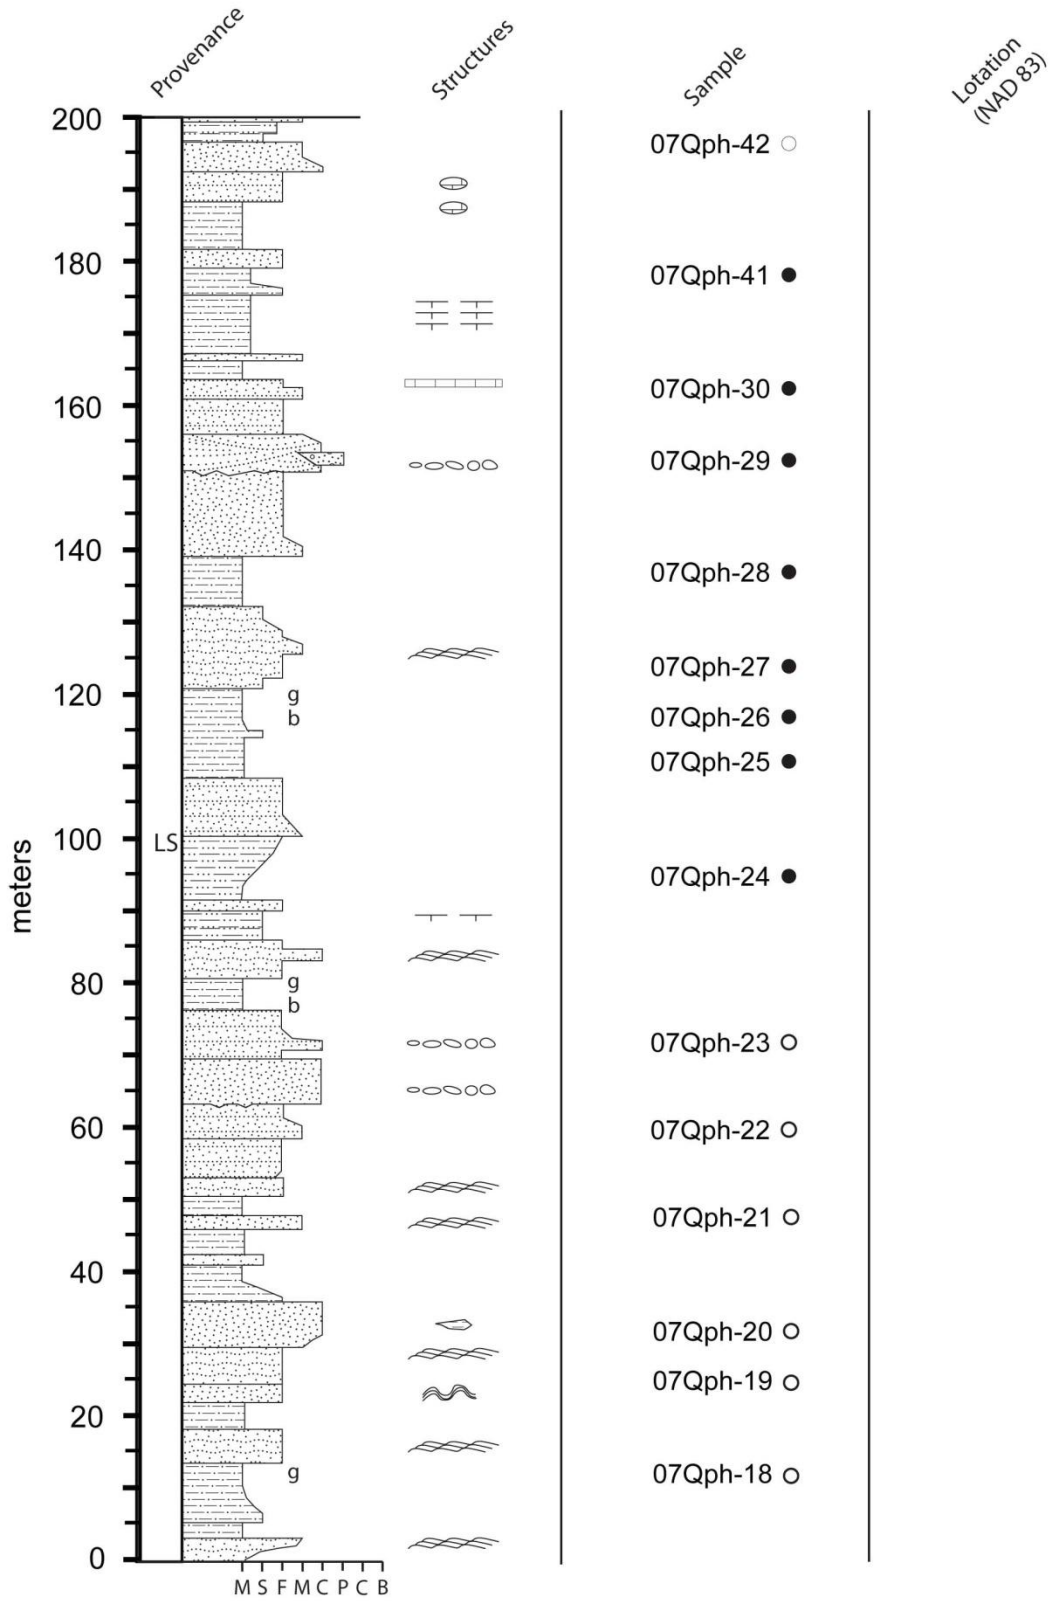 Provenance
Structures
Sample
Lotation
(NAD 83)
200
07Qph-42
180
07Qph-41
160
07Qph-30
07Qph-29
140
07Qph-28
07Qph-27
120
g
b
07Qph-26
07Qph-25
100
LS
07Qph-24
meters
80
g
b
07Qph-23
60
07Qph-22
07Qph-21
40
07Qph-20
07Qph-19
20
g
07Qph-18
0
M S F M C P C B